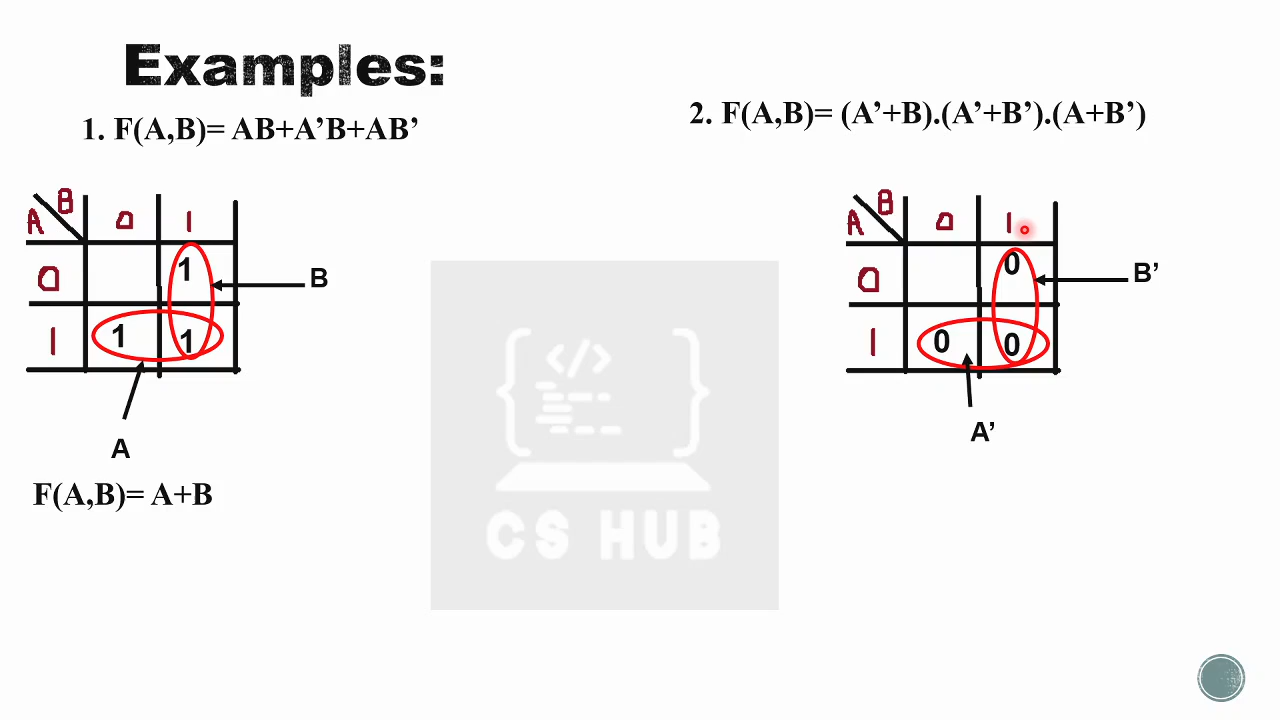 Examples:
1. F(A,B)= AB+A’B+AB’
B
A
0
1
0
1
1
1
1
B
A
F(A,B)= A+B
2. F(A,B)= (A’+B).(A’+B’).(A+B’)
B
A
0
1
0
0
1
0
0
B’
A’
</>
CS HUB